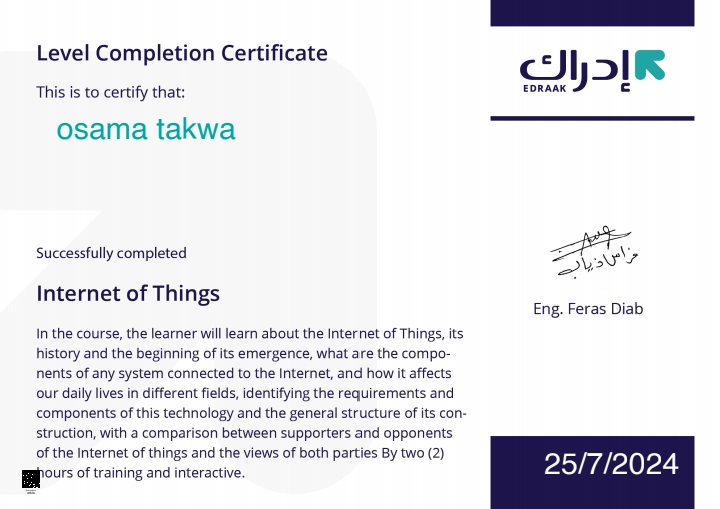 Level Completion Certificate
This is to certify that:
osama takwa
Successfully completed
Internet of Things
In the course, the learner will learn about the Internet of Things, its
history and the beginning of its emergence, what are the compo-
nents of any system connected to the Internet, and how it affects
our daily lives in different fields, identifying the requirements and
components of this technology and the general structure of its con-
struction, with a comparison between supporters and opponents
of the Internet of things and the views of both parties By two (2)
hours of training and interactive.
إدراك
EDRAAK
فراس ذياب
Eng. Feras Diab
25/7/2024